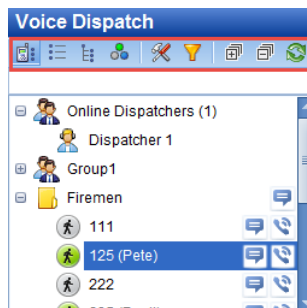 Voice Dispatch
Online Dispatchers (1)
Dispatcher 1
Group1
Firemen
111
125 (Pete)
222